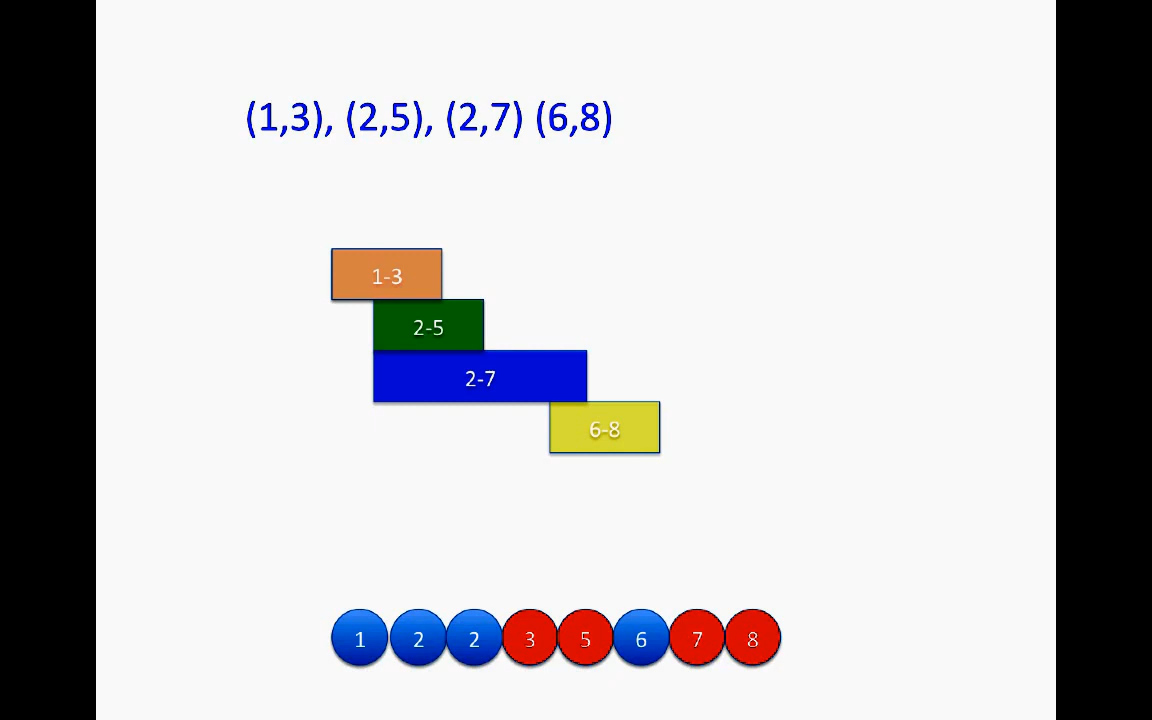 (1,3), (2,5), (2,7) (6,8)
1-3
2-5
2-7
6-8
1 2 2 3 5 6 7 8